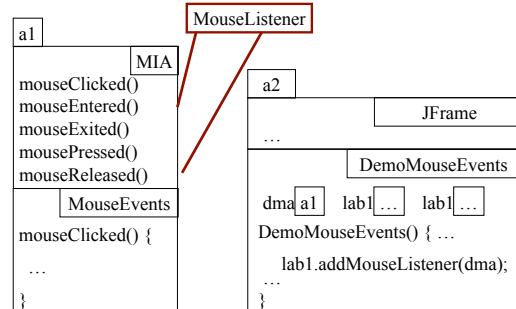 MouseListener
a1
MIA
mouseClicked()
mouseEntered()
mouseExited()
mousePressed()
mouseReleased()
MouseEvents
mouseClicked() {
…
}
a2
JFrame
…
DemoMouseEvents
dma a1 lab1 … lab1 …
DemoMouseEvents() { …
lab1.addMouseListener(dma);
…
}